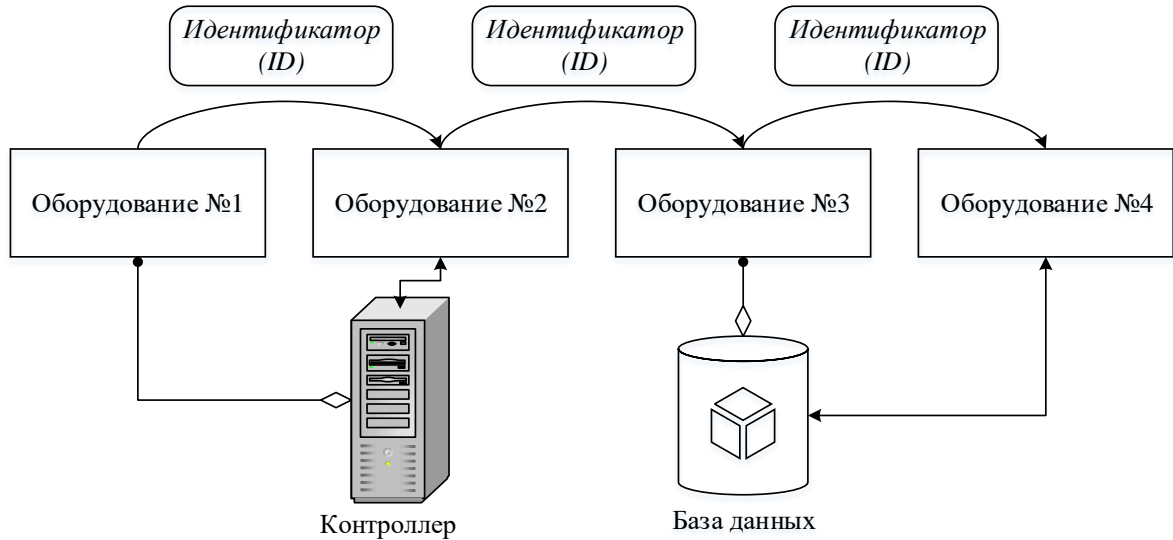 Идентификатор
(ID)
Идентификатор
(ID)
Идентификатор
(ID)
Оборудование №1
Оборудование №2
Оборудование №3
Оборудование №4
Контроллер
База данных